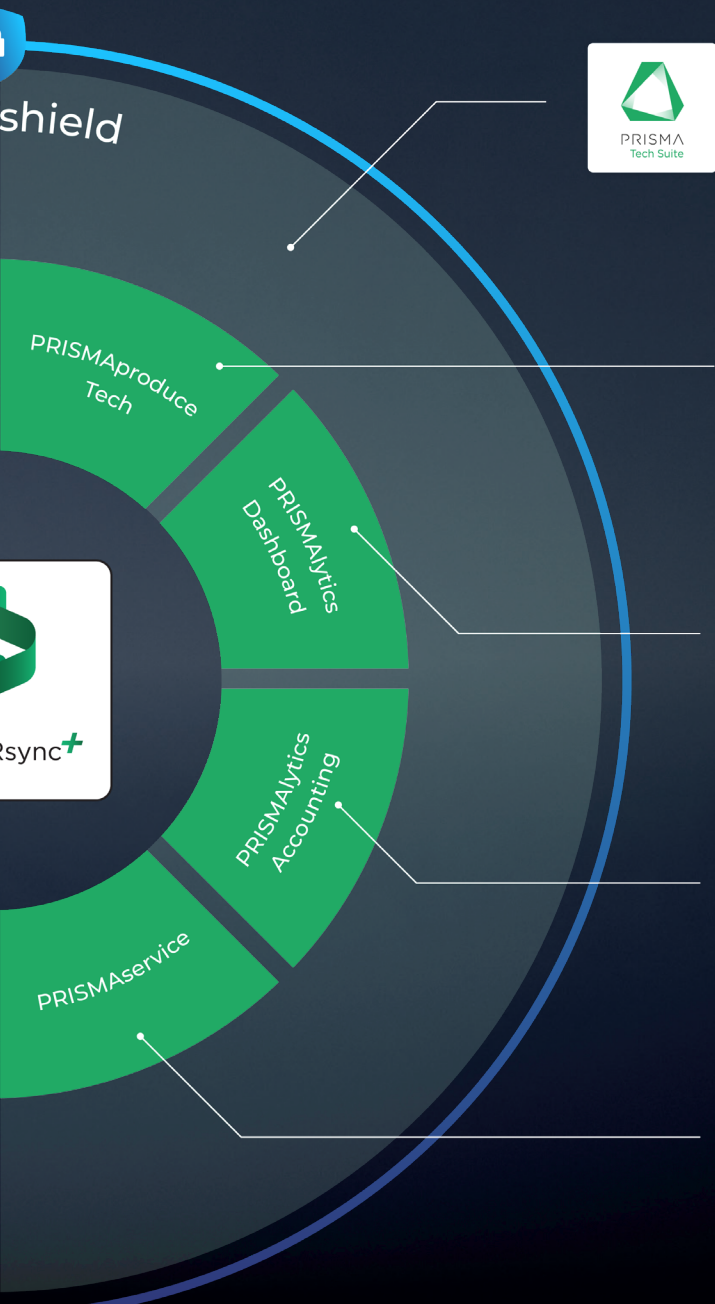 shield
PRISMA
Tech Suite
PRISMAproduce
Tech
PRISMAlytics
Dashboard
Rsync+
PRISMAlytics
Accounting
PRISMAservice